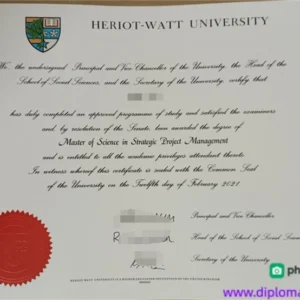 HERIOT-WATT UNIVERSITY
We, the undersigned Principal and Vice Chancellor of the University, the Head of the
School of Social Sciences, and the Secretary of the University certify that
has duly completed an approved programme of study and satisfied the examiners
and, by resolution of the Senate, been awarded the degree of
Master of Science in Strategic Project Management
and is entitled to all the academic privileges attendant thereto
In witness whereof this certificate is sealed with the Common Seal
of the University on the Twelfth day of February 2021.
Principal and Vice Chancellor
Head of the School of Social Scien
Secretary of the University
pho
www.diploma